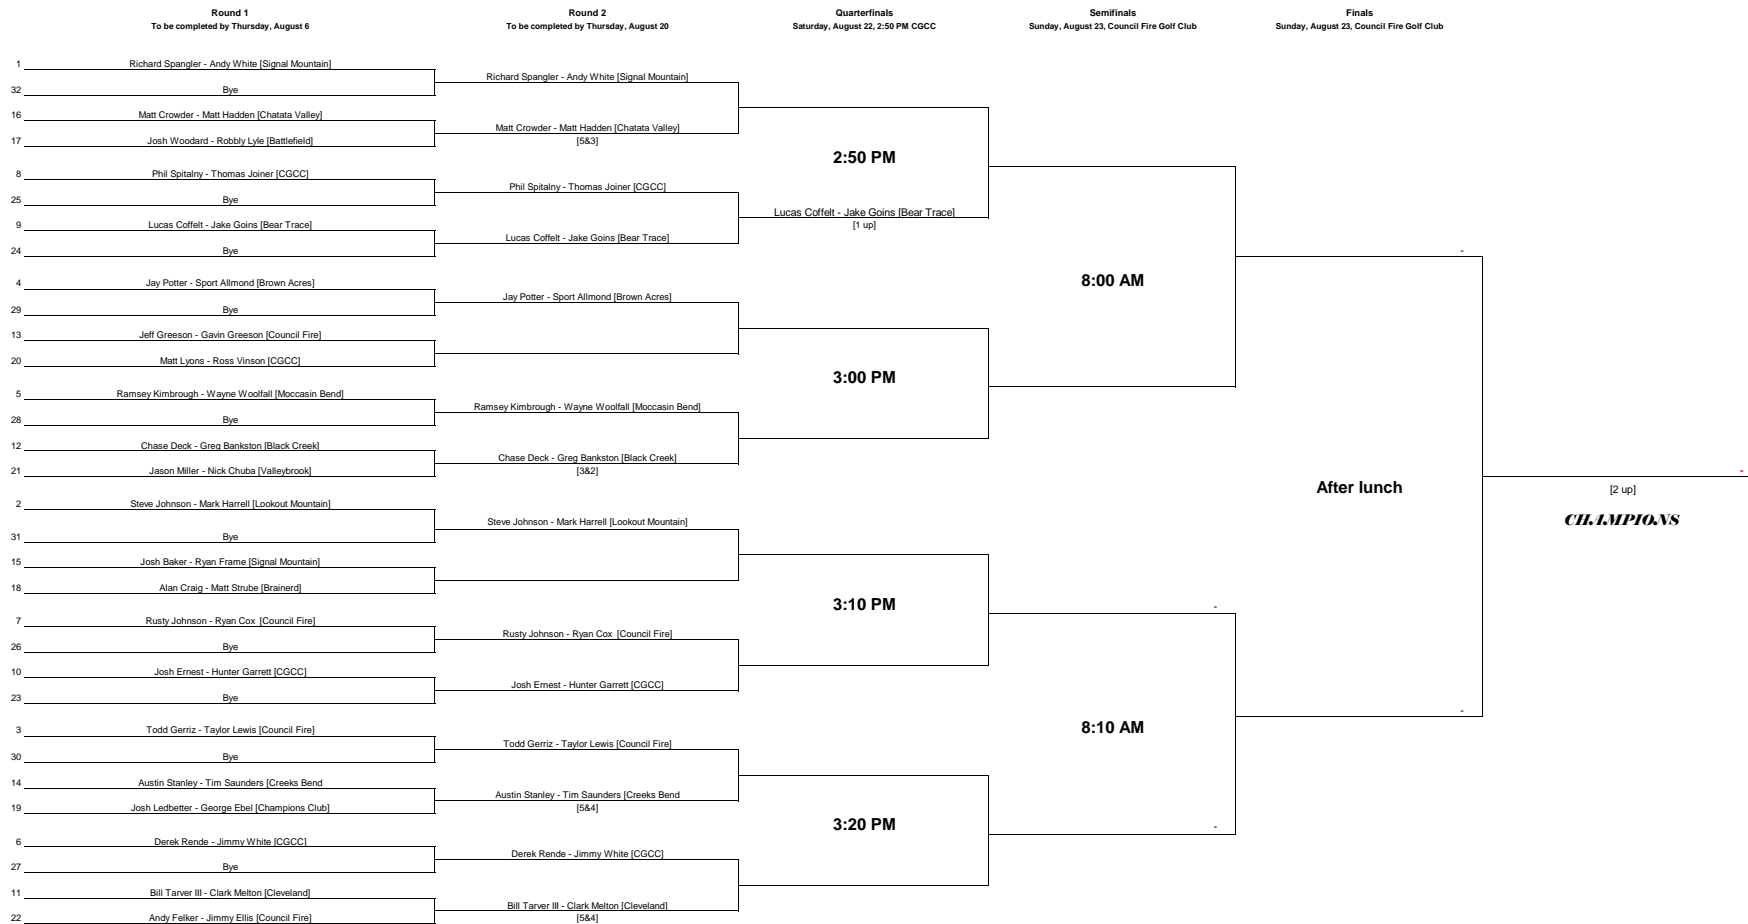 Round 1
To be completed by Thursday, August 6
Round 2
To be completed by Thursday, August 20
Quarterfinals
Saturday, August 22, 2:50 PM CGCC
Semifinals
Sunday, August 23, Council Fire Golf Club
Finals
Sunday, August 23, Council Fire Golf Club
1 Richard Spangler - Andy White [Signal Mountain]
32 Bye
16 Matt Crowder - Matt Hadden [Chatata Valley]
17 Josh Woodard - Robbly Lyle [Battlefield]
8 Phil Spitalny - Thomas Joiner [CGCC]
25 Bye
9 Lucas Coffelt - Jake Goins [Bear Trace]
24 Bye
4 Jay Potter - Sport Allmond [Brown Acres]
29 Bye
13 Jeff Greeson - Gavin Greeson [Council Fire]
20 Matt Lyons - Ross Vinson [CGCC]
5 Ramsey Kimbrough - Wayne Woolfall [Moccasin Bend]
28 Bye
12 Chase Deck - Greg Bankston [Black Creek]
21 Jason Miller - Nick Chuba [Valleybrook]
2 Steve Johnson - Mark Harrell [Lookout Mountain]
31 Bye
15 Josh Baker - Ryan Frame [Signal Mountain]
18 Alan Craig - Matt Strube [Brainerd]
7 Rusty Johnson - Ryan Cox [Council Fire]
26 Bye
10 Josh Ernest - Hunter Garrett [CGCC]
23 Bye
3 Todd Gerriz - Taylor Lewis [Council Fire]
30 Bye
14 Austin Stanley - Tim Saunders [Creeks Bend
19 Josh Ledbetter - George Ebel [Champions Club]
6 Derek Rende - Jimmy White [CGCC]
27 Bye
11 Bill Tarver III - Clark Melton [Cleveland]
22 Andy Felker - Jimmy Ellis [Council Fire]
Richard Spangler - Andy White [Signal Mountain]
Matt Crowder - Matt Hadden [Chatata Valley]
[5&3]
Phil Spitalny - Thomas Joiner [CGCC]
Lucas Coffelt - Jake Goins [Bear Trace]
Jay Potter - Sport Allmond [Brown Acres]
Ramsey Kimbrough - Wayne Woolfall [Moccasin Bend]
Chase Deck - Greg Bankston [Black Creek]
[3&2]
Steve Johnson - Mark Harrell [Lookout Mountain]
Rusty Johnson - Ryan Cox [Council Fire]
Josh Ernest - Hunter Garrett [CGCC]
Todd Gerriz - Taylor Lewis [Council Fire]
Austin Stanley - Tim Saunders [Creeks Bend
[5&4]
Derek Rende - Jimmy White [CGCC]
Bill Tarver III - Clark Melton [Cleveland]
[5&4]
2:50 PM
Lucas Coffelt - Jake Goins [Bear Trace]
[1 up]
3:00 PM
3:10 PM
3:20 PM
8:00 AM
-
8:10 AM
-
-
After lunch
-
-
[2 up]
CHAMPIONS